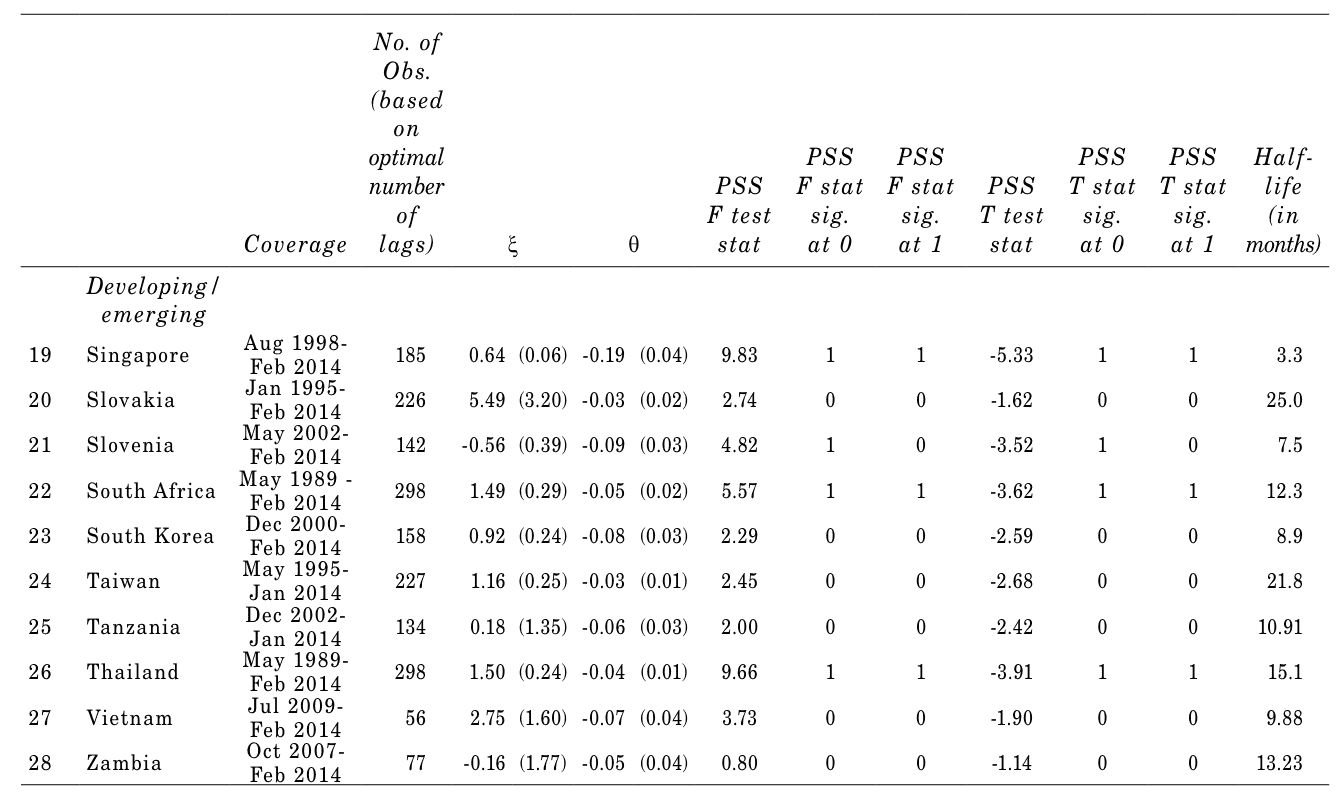 No. of
Obs.
(based
on
optimal
number
of
lags)
Coverage
ξ
θ
PSS
F test
stat
PSS
F stat
sig.
at 0
PSS
F stat
sig.
at 1
PSS
T test
stat
PSS
T stat
sig.
at 0
PSS
T stat
sig.
at 1
Half-
life
(in
months)
Developing/
emerging
19 Singapore Aug 1998-
Feb 2014 185 0.64 (0.06) -0.19 (0.04) 9.83 1 1 -5.33 1 1 3.3
20 Slovakia Jan 1995-
Feb 2014 226 5.49 (3.20) -0.03 (0.02) 2.74 0 0 -1.62 0 0 25.0
21 Slovenia May 2002-
Feb 2014 142 -0.56 (0.39) -0.09 (0.03) 4.82 1 0 -3.52 1 0 7.5
22 South Africa May 1989 -
Feb 2014 298 1.49 (0.29) -0.05 (0.02) 5.57 1 1 -3.62 1 1 12.3
23 South Korea Dec 2000-
Feb 2014 158 0.92 (0.24) -0.08 (0.03) 2.29 0 0 -2.59 0 0 8.9
24 Taiwan May 1995-
Jan 2014 227 1.16 (0.25) -0.03 (0.01) 2.45 0 0 -2.68 0 0 21.8
25 Tanzania Dec 2002-
Jan 2014 134 0.18 (1.35) -0.06 (0.03) 2.00 0 0 -2.42 0 0 10.91
26 Thailand May 1989-
Feb 2014 298 1.50 (0.24) -0.04 (0.01) 9.66 1 1 -3.91 1 1 15.1
27 Vietnam Jul 2009-
Feb 2014 56 2.75 (1.60) -0.07 (0.04) 3.73 0 0 -1.90 0 0 9.88
28 Zambia Oct 2007-
Feb 2014 77 -0.16 (1.77) -0.05 (0.04) 0.80 0 0 -1.14 0 0 13.23